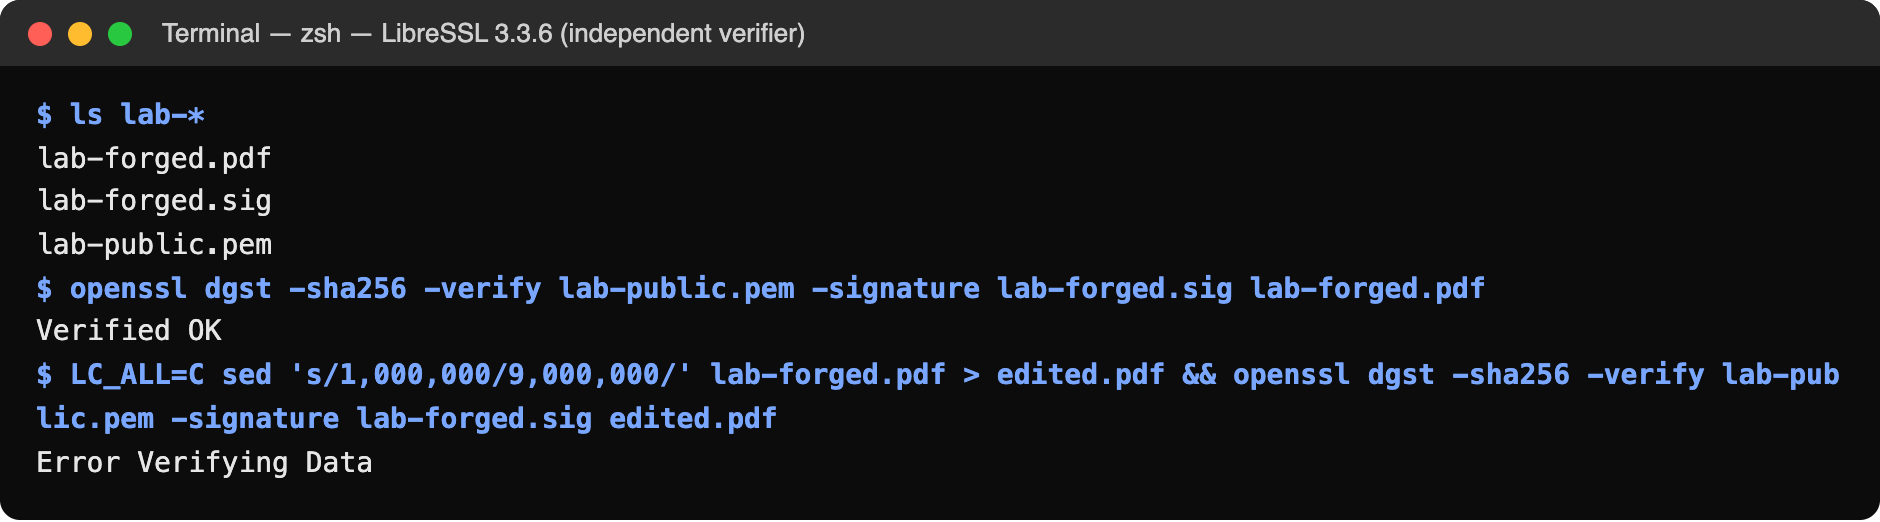 Terminal — zsh — LibreSSL 3.3.6 (independent verifier)
$ ls lab-*
lab-forged.pdf
lab-forged.sig
lab-public.pem
$ openssl dgst -sha256 -verify lab-public.pem -signature lab-forged.sig lab-forged.pdf
Verified OK
$ LC_ALL=C sed 's/1,000,000/9,000,000/' lab-forged.pdf > edited.pdf && openssl dgst -sha256 -verify lab-pub
lic.pem -signature lab-forged.sig edited.pdf
Error Verifying Data